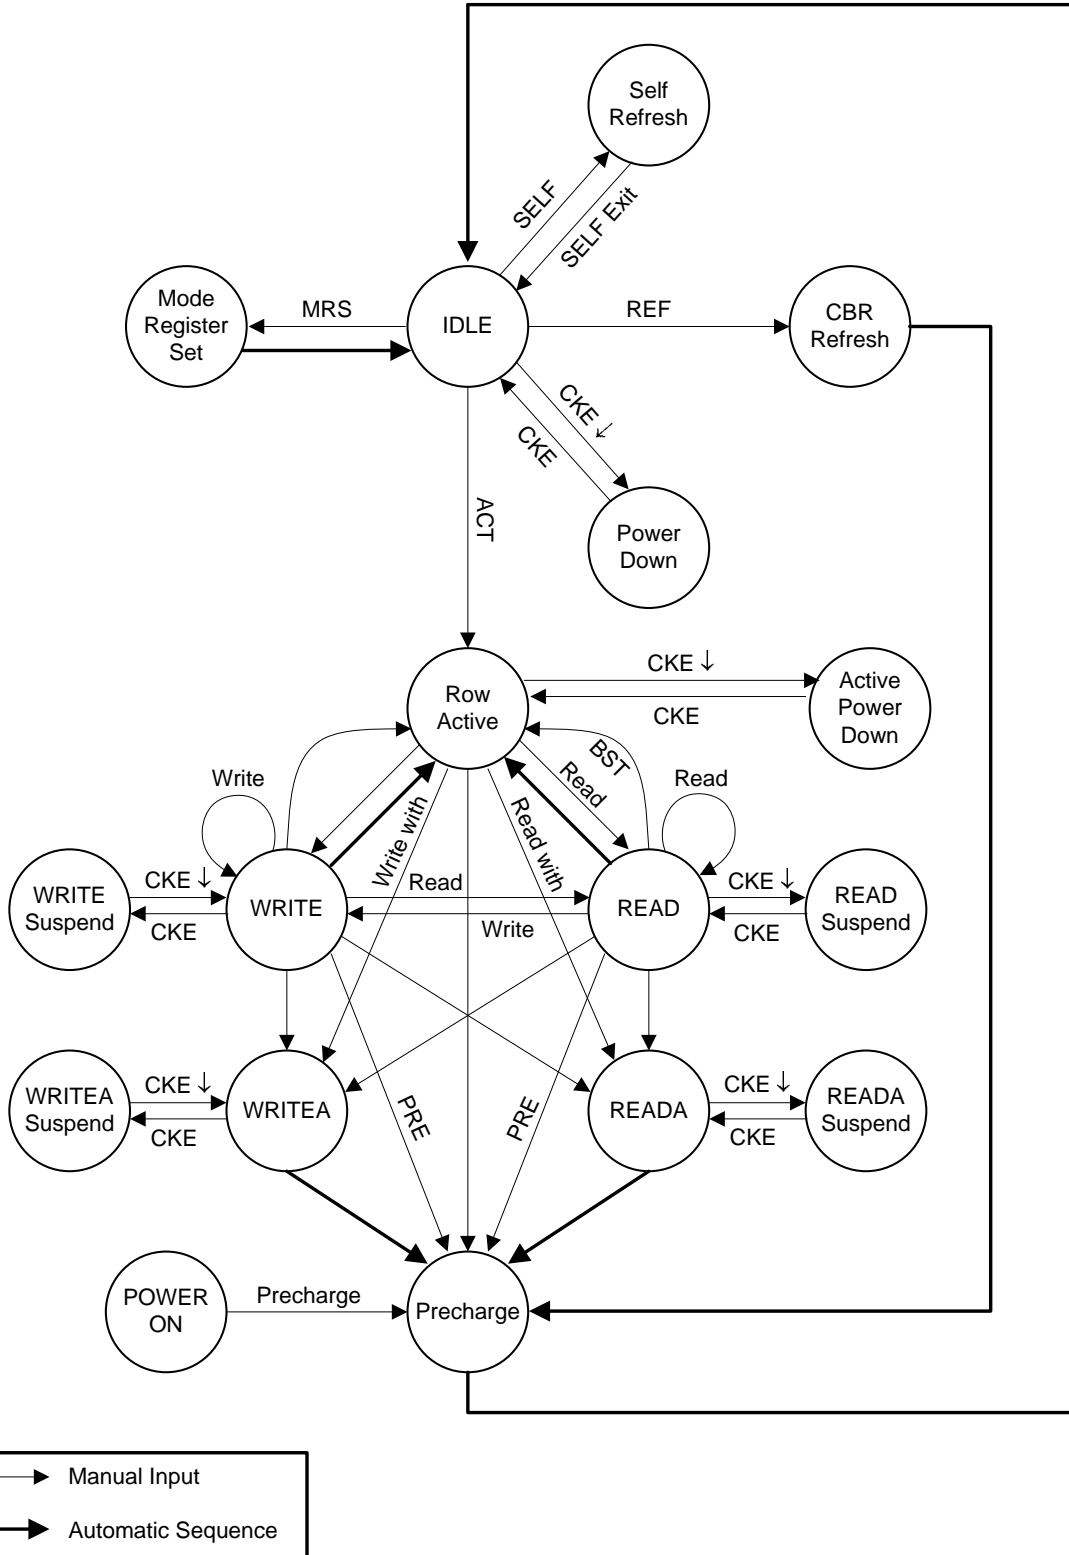 Self
Refresh
SELF
SELF Exit
Mode
Register
Set
MRS
IDLE
REF
CBR
Refresh
CKE ↓
CKE
ACT
Power
Down
Row
Active
CKE ↓
CKE
Active
Power
Down
BST
Read
Write
Write with
Read with
Read
WRITE
Suspend
CKE ↓
CKE
WRITE
Read
Write
READ
CKE ↓
CKE
READ
Suspend
WRITEA
Suspend
CKE ↓
CKE
WRITEA
PRE
PRE
READA
CKE ↓
CKE
READA
Suspend
POWER
ON
Precharge
Precharge
Manual Input
Automatic Sequence